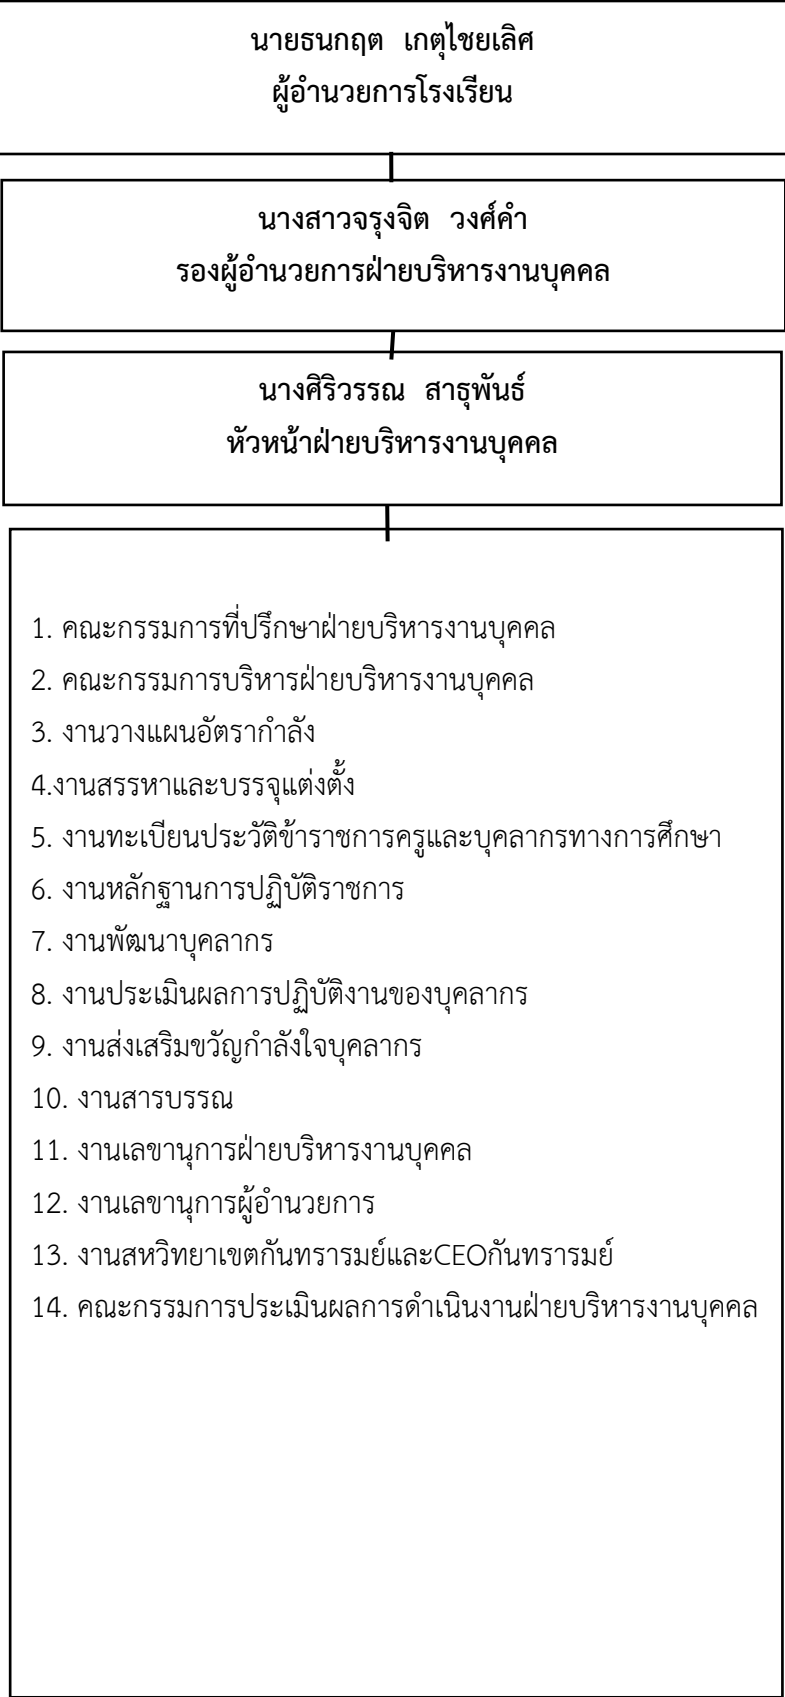 นายธนกฤต เกตุไชยเลิศ
ผู้อำนวยการโรงเรียน
นางสาวจรุงจิต วงศ์คำ
รองผู้อำนวยการฝ่ายบริหารงานบุคคล
นางศิริวรรณ สาธุพันธ์
หัวหน้าฝ่ายบริหารงานบุคคล
1. คณะกรรมการที่ปรึกษาฝ่ายบริหารงานบุคคล
2. คณะกรรมการบริหารฝ่ายบริหารงานบุคคล
3. งานวางแผนอัตรากำลัง
4.งานสรรหาและบรรจุแต่งตั้ง
5. งานทะเบียนประวัติข้าราชการครูและบุคลากรทางการศึกษา
6. งานหลักฐานการปฏิบัติราชการ
7. งานพัฒนาบุคลากร
8. งานประเมินผลการปฏิบัติงานของบุคลากร
9. งานส่งเสริมขวัญกำลังใจบุคลากร
10. งานสารบรรณ
11. งานเลขานุการฝ่ายบริหารงานบุคคล
12. งานเลขานุการผู้อำนวยการ
13. งานสหวิทยาเขตกันทรารมย์และCEOกันทรารมย์
14. คณะกรรมการประเมินผลการดำเนินงานฝ่ายบริหารงานบุคคล